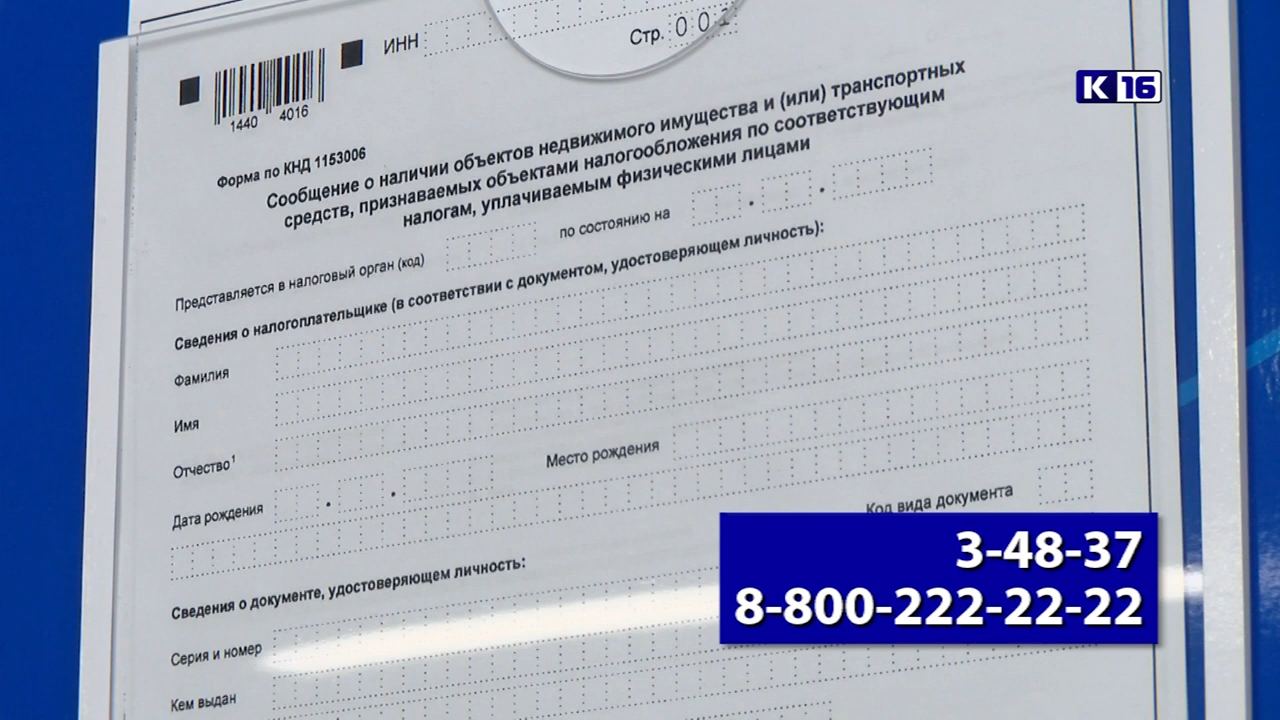 ИНН
Стр. 001
К 16
1440 4016
Форма по КНД 1153006
Сообщение о наличии объектов недвижимого имущества и (или) транспортных
средств, признаваемых объектами налогообложения по соответствующим
налогам, уплачиваемым физическими лицами
Представляется в налоговый орган (код) по состоянию на
Сведения о налогоплательщике (в соответствии с документом, удостоверяющем личность):
Фамилия
Имя
Отчество¹
Дата рождения Место рождения
Код вида документа
Сведения о документе, удостоверяющем личность:
Серия и номер
Кем выдан
3-48-37
8-800-222-22-22